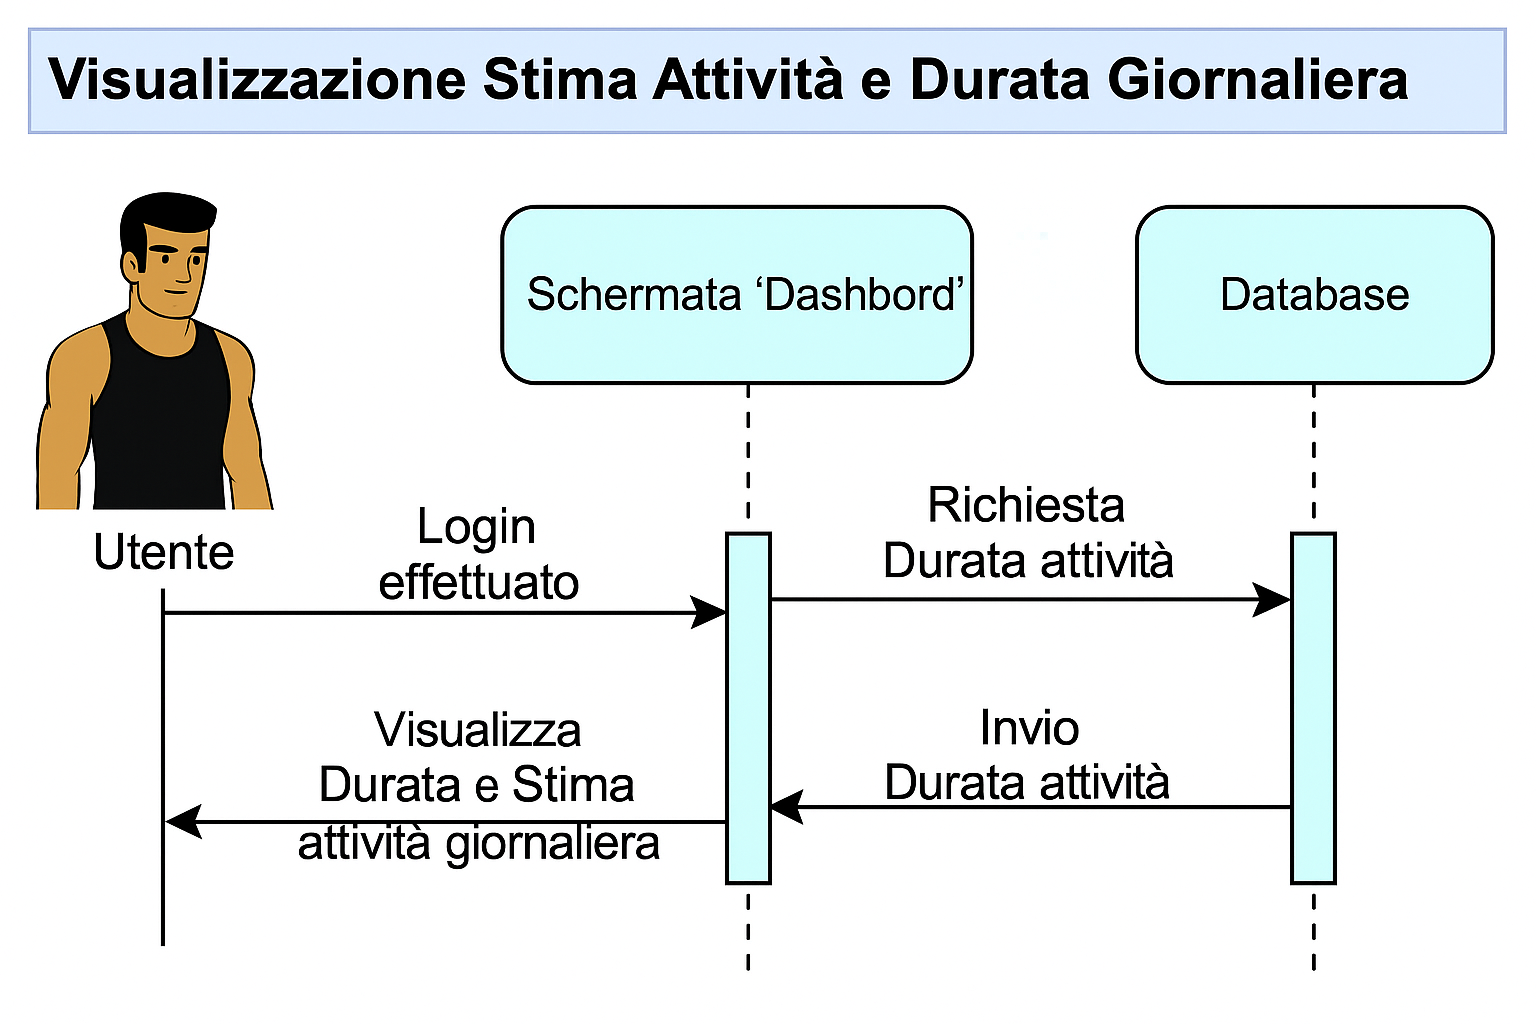 Visualizzazione Stima Attività e Durata Giornaliera
Schermata ‘Dashbord’
Database
Utente
Login
effettuato
Richiesta
Durata attività
Visualizza
Durata e Stima
attività giornaliera
Invio
Durata attività